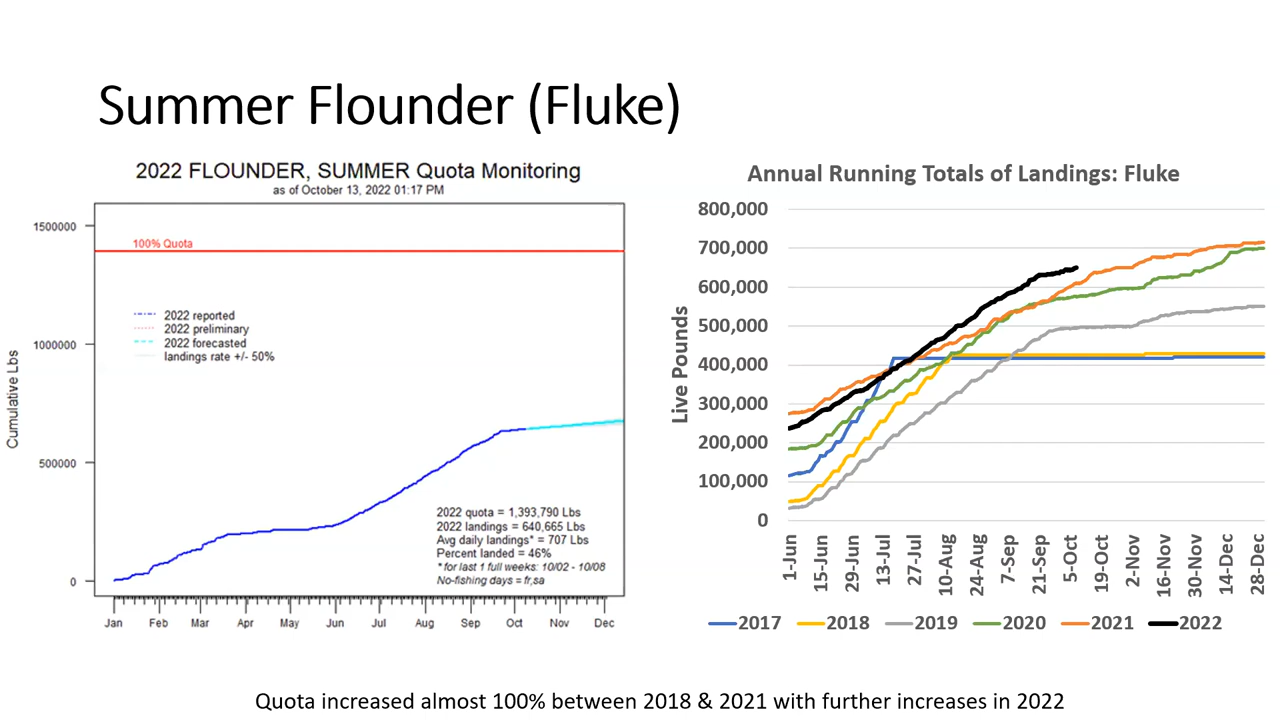 Summer Flounder (Fluke)
2022 FLOUNDER, SUMMER Quota Monitoring
as of October 13, 2022 01:17 PM
Cumulative Lbs
1500000
1000000
500000
0
100% Quota
2022 reported
2022 preliminary
2022 forecasted
landings rate +/- 50%
2022 quota = 1,393,790 Lbs
2022 landings = 640,665 Lbs
Avg daily landings* = 707 Lbs
Percent landed = 46%
* for last 1 full weeks: 10/02 - 10/08
No-fishing days = fr,sa
Jan Feb Mar Apr May Jun Jul Aug Sep Oct Nov Dec
Annual Running Totals of Landings: Fluke
Live Pounds
800,000
700,000
600,000
500,000
400,000
300,000
200,000
100,000
0
1-Jun 15-Jun 29-Jun 13-Jul 27-Jul 10-Aug 24-Aug 7-Sep 21-Sep 5-Oct 19-Oct 2-Nov 16-Nov 30-Nov 14-Dec 28-Dec
2017 2018 2019 2020 2021 2022
Quota increased almost 100% between 2018 & 2021 with further increases in 2022